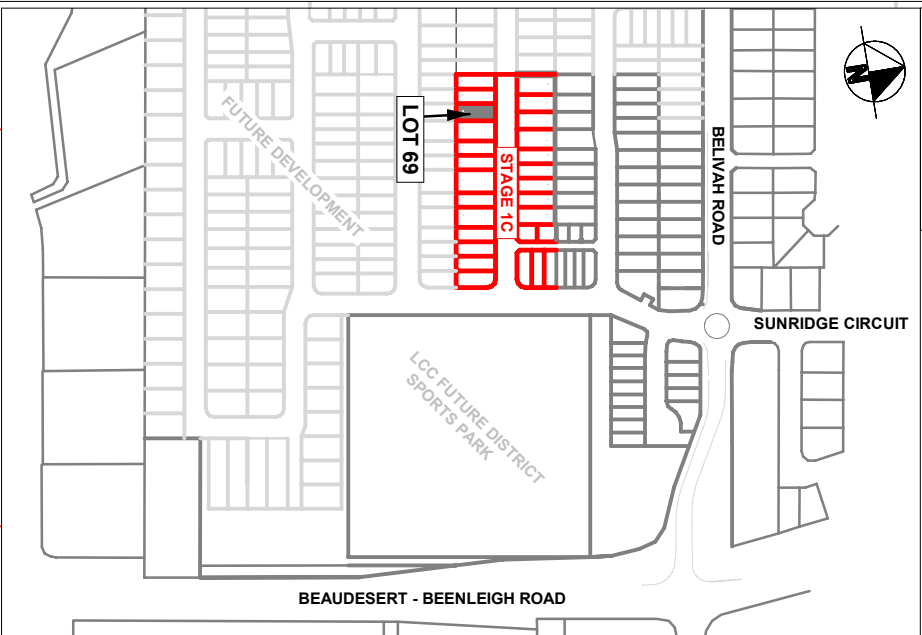 N
FUTURE DEVELOPMENT
LOT 69
STAGE 1C
BELIVAH ROAD
SUNRIDGE CIRCUIT
LCC FUTURE DISTRICT
SPORTS PARK
BEAUDESERT - BEENLEIGH ROAD